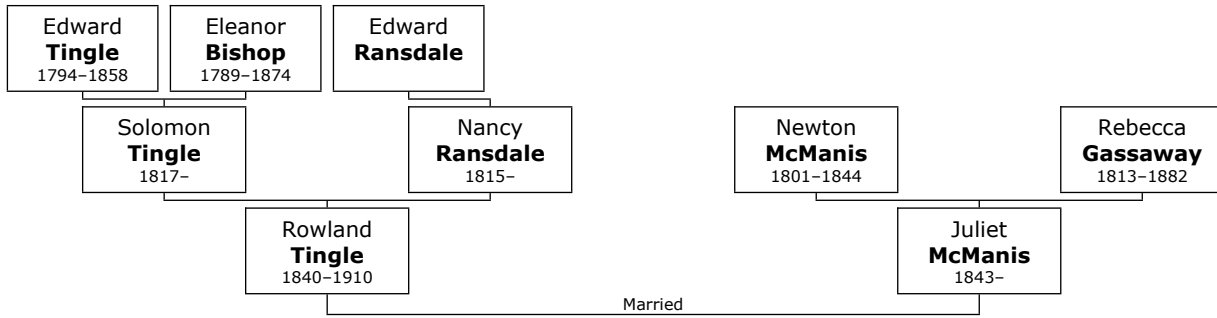 Edward
Tingle
1794–1858
Eleanor
Bishop
1789–1874
Edward
Ransdale
Solomon
Tingle
1817–
Nancy
Ransdale
1815–
Newton
McManis
1801–1844
Rebecca
Gassaway
1813–1882
Rowland
Tingle
1840–1910
Juliet
McManis
1843–
Married